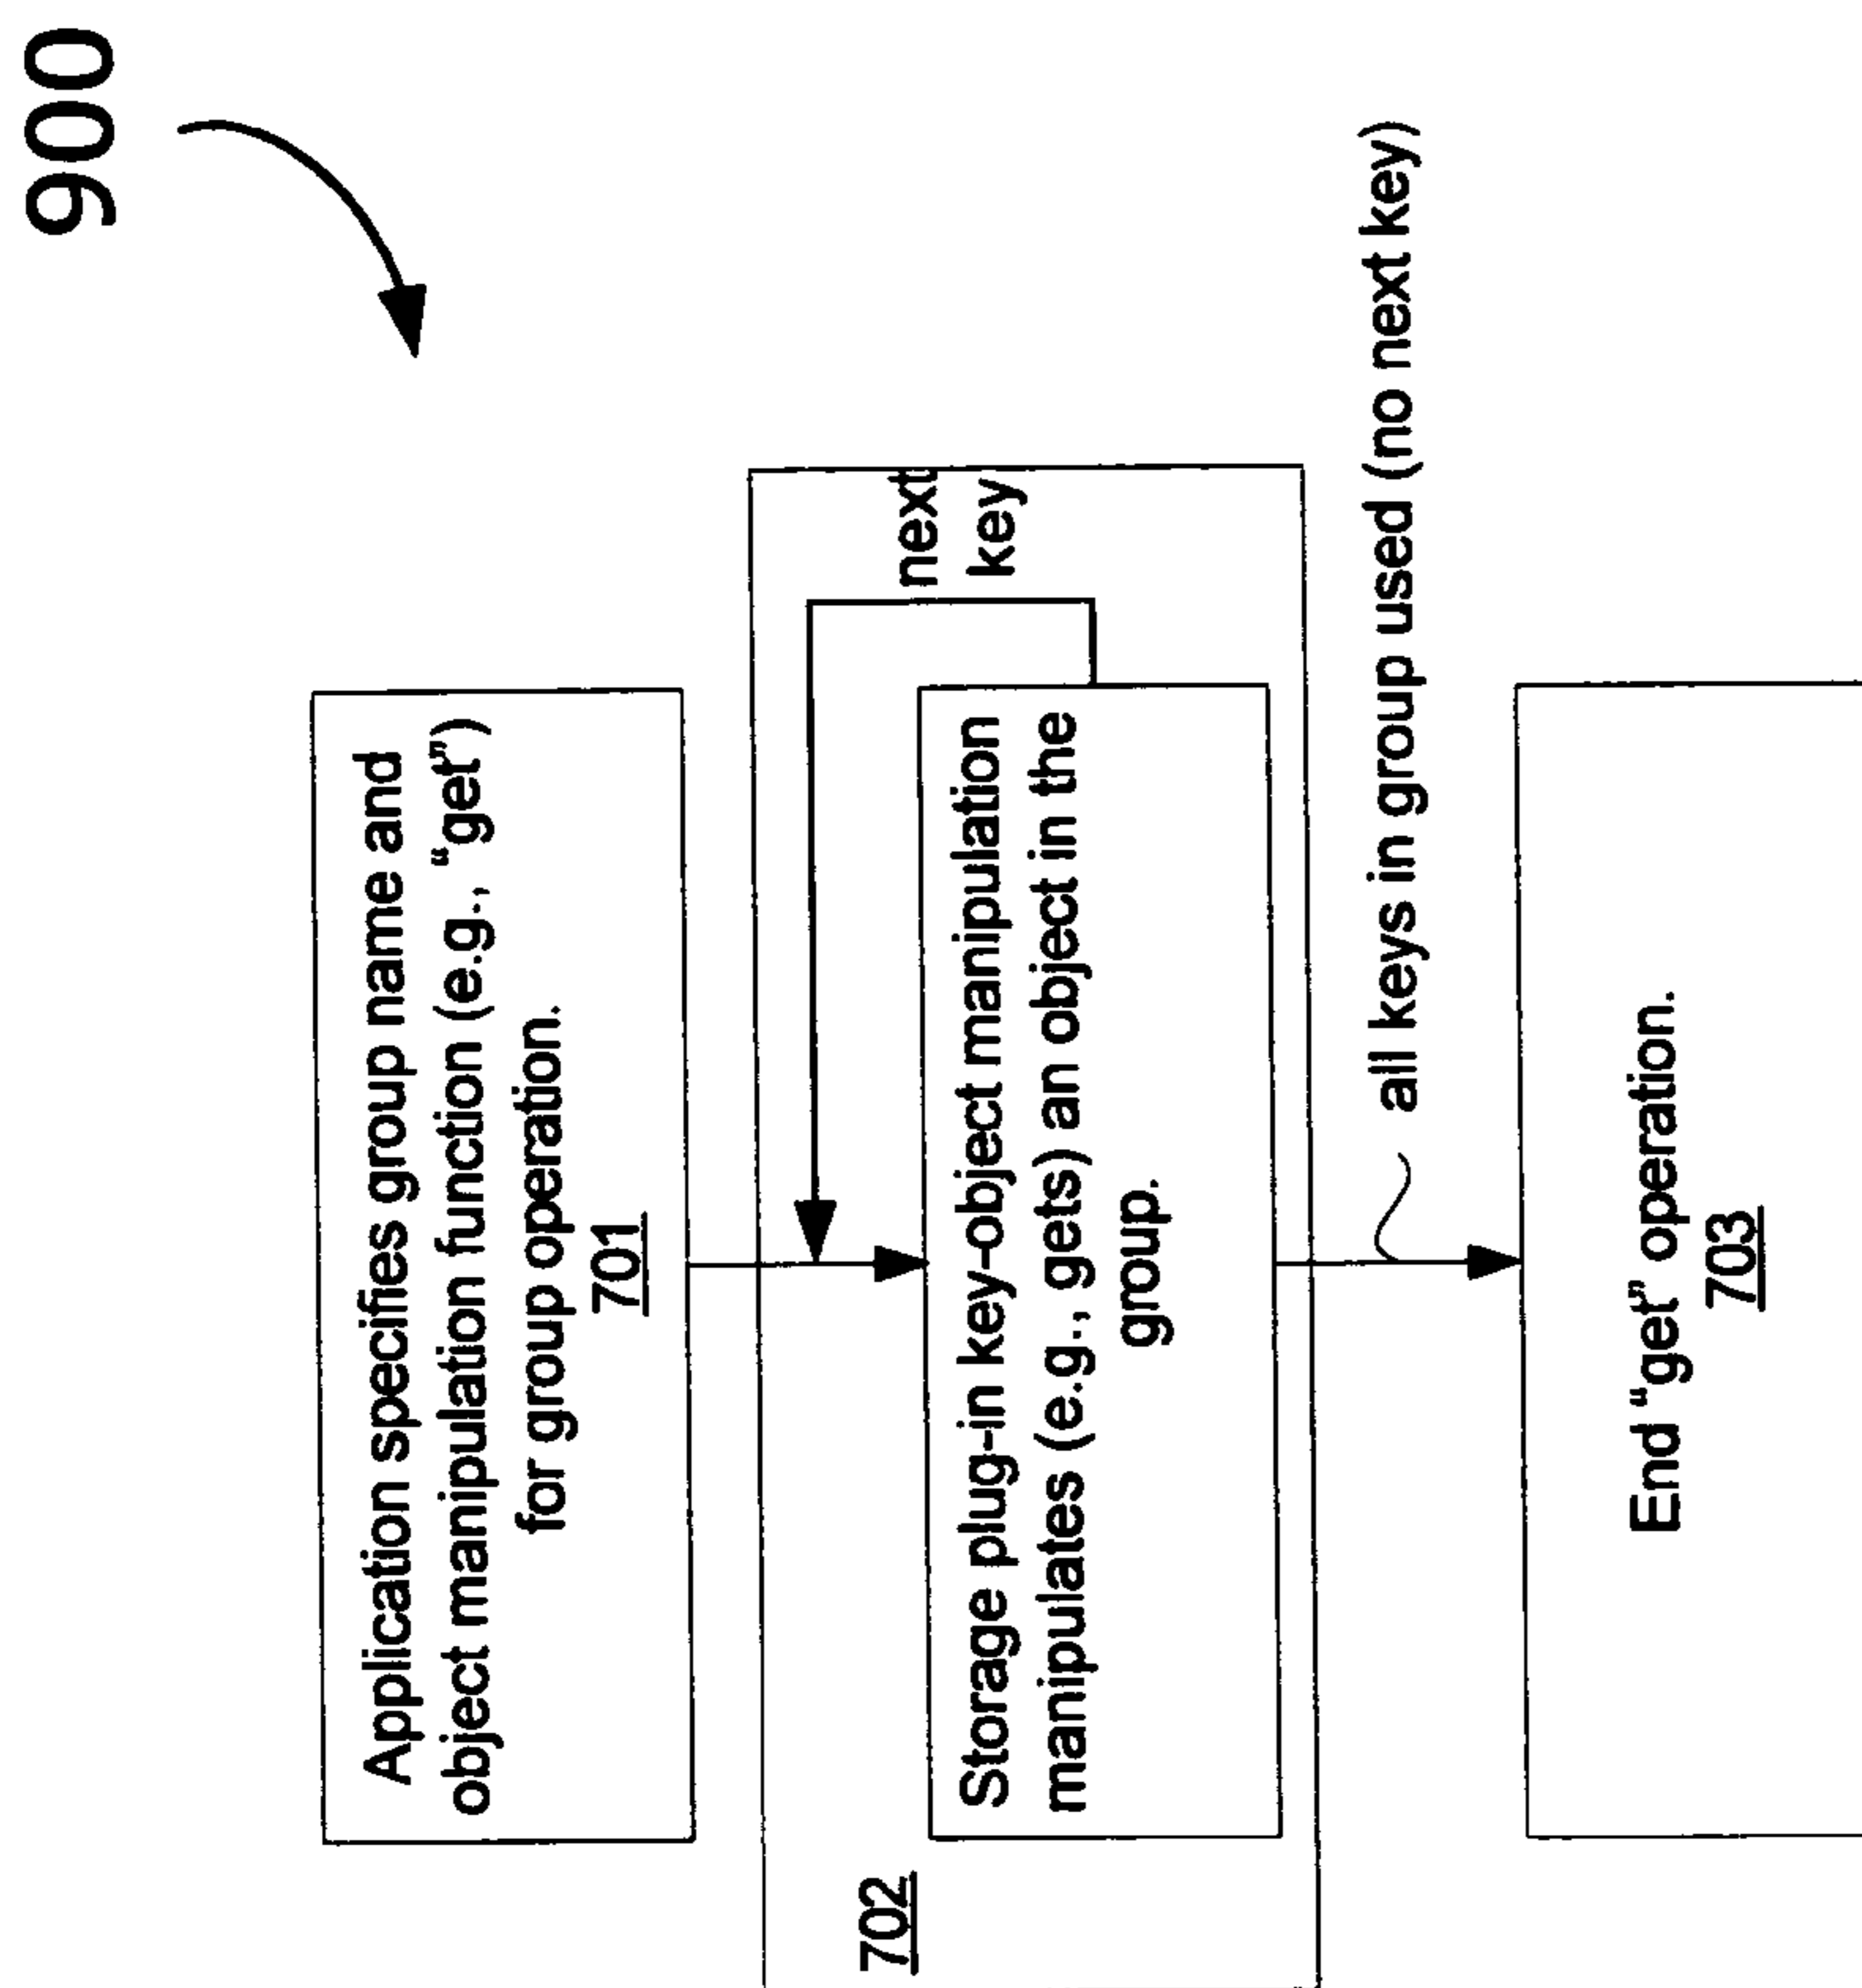 900
Application specifies group name and
object manipulation function (e.g., “get”)
for group operation.
701
next
key
Storage plug-in key-object manipulation
manipulates (e.g., gets) an object in the
group.
702
all keys in group used (no next key)
End “get” operation.
703